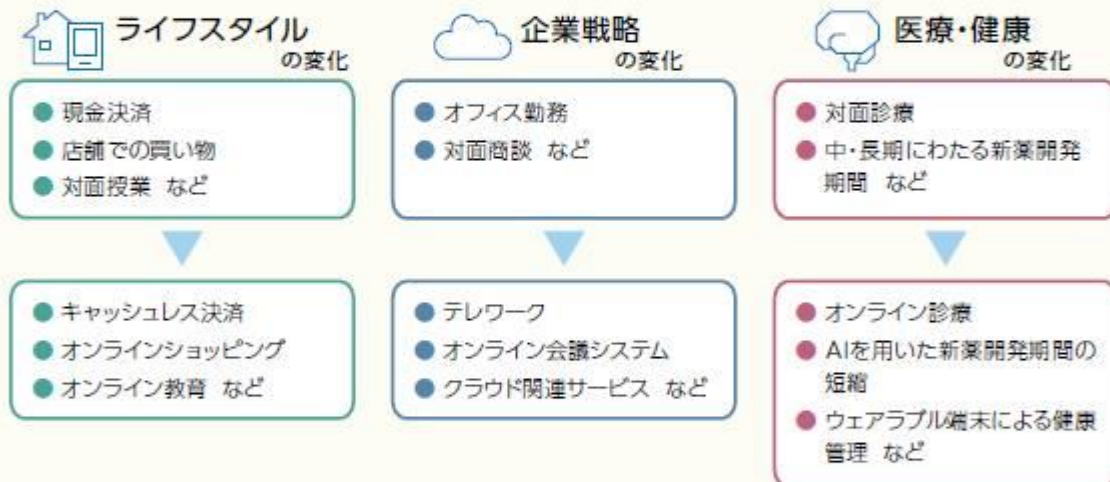 ライフスタイル
の変化
現金決済
店舗での買い物
対面授業 など
キャッシュレス決済
オンラインショッピング
オンライン教育 など
企業戦略
の変化
オフィス勤務
対面商談 など
テレワーク
オンライン会議システム
クラウド関連サービス など
医療・健康
の変化
対面診療
中・長期にわたる新薬開発
期間 など
オンライン診療
AIを用いた新薬開発期間の
短縮
ウェアラブル端末による健康
管理 など